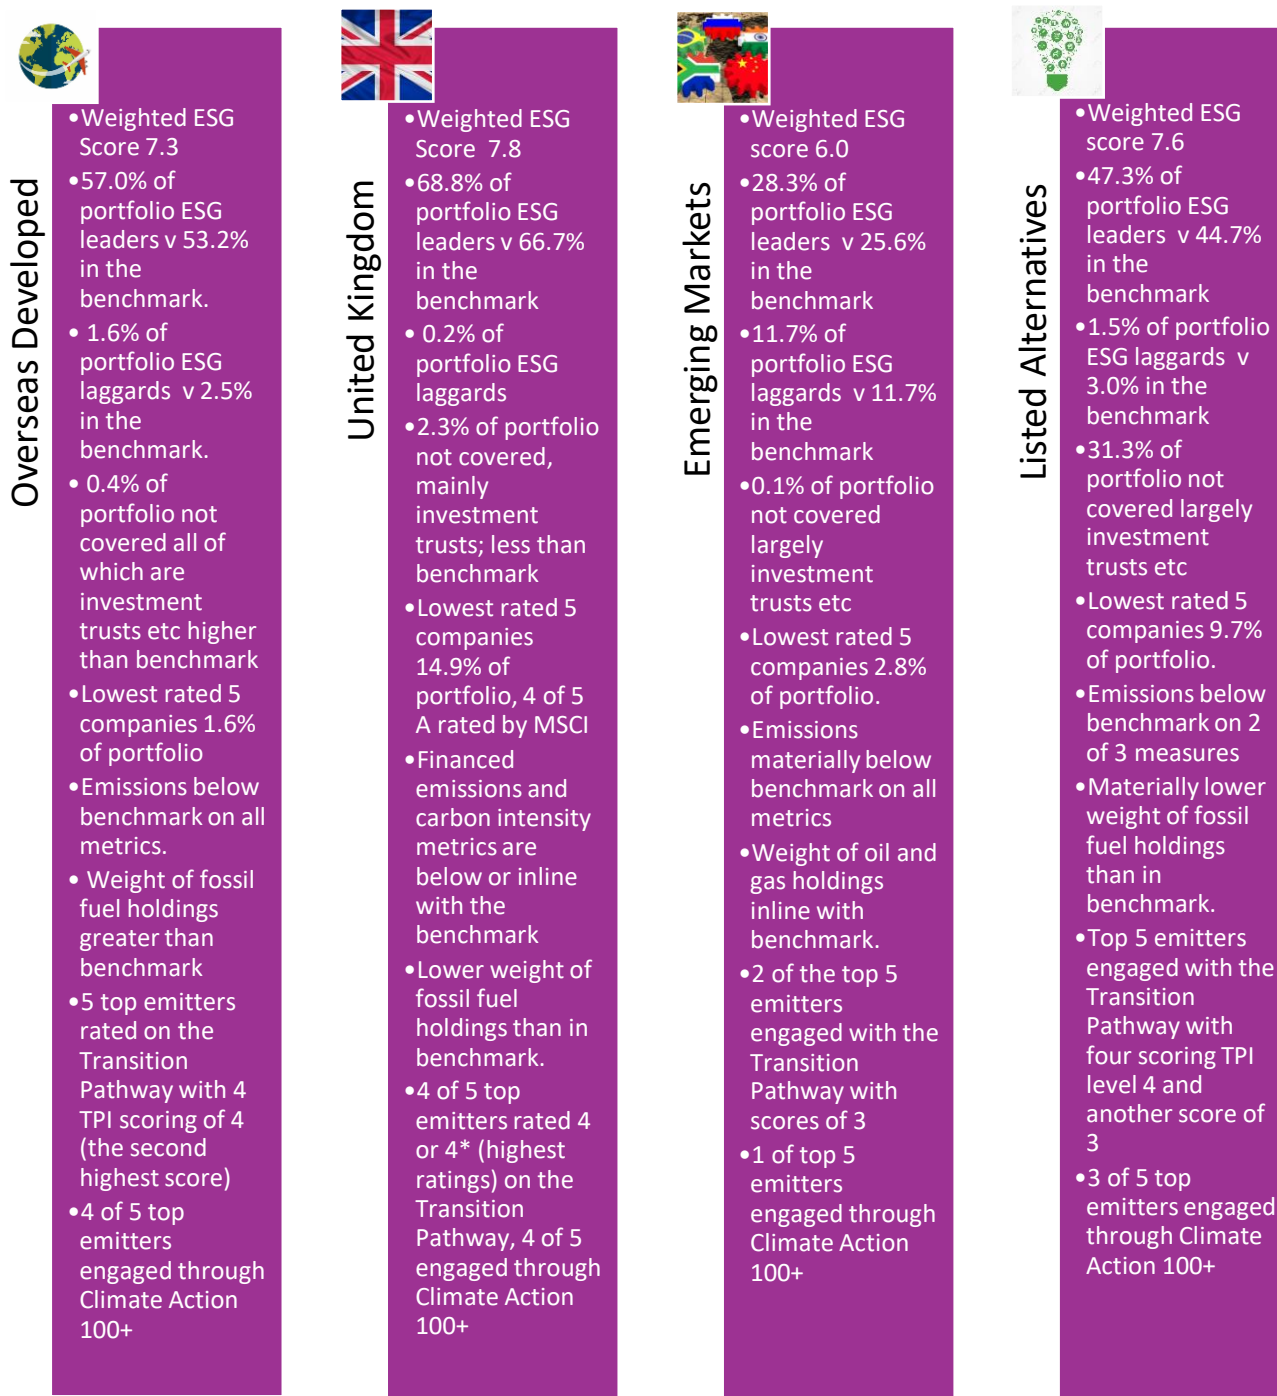 Overseas Developed
•Weighted ESG
Score 7.3
•57.0% of
portfolio ESG
leaders v 53.2%
in the
benchmark.
• 1.6% of
portfolio ESG
laggards v 2.5%
in the
benchmark.
• 0.4% of
portfolio not
covered all of
which are
investment
trusts etc higher
than benchmark
•Lowest rated 5
companies 1.6%
of portfolio
•Emissions below
benchmark on all
metrics.
• Weight of fossil
fuel holdings
greater than
benchmark
•5 top emitters
rated on the
Transition
Pathway with 4
TPI scoring of 4
(the second
highest score)
•4 of 5 top
emitters
engaged through
Climate Action
100+
United Kingdom
•Weighted ESG
Score 7.8
•68.8% of
portfolio ESG
leaders v 66.7%
in the
benchmark
• 0.2% of
portfolio ESG
laggards
•2.3% of portfolio
not covered,
mainly
investment
trusts; less than
benchmark
•Lowest rated 5
companies
14.9% of
portfolio, 4 of 5
A rated by MSCI
•Financed
emissions and
carbon intensity
metrics are
below or inline
with the
benchmark
•Lower weight of
fossil fuel
holdings than in
benchmark.
•4 of 5 top
emitters rated 4
or 4* (highest
ratings) on the
Transition
Pathway, 4 of 5
engaged through
Climate Action
100+
Emerging Markets
•Weighted ESG
score 6.0
•28.3% of
portfolio ESG
leaders v 25.6%
in the
benchmark
•11.7% of
portfolio ESG
laggards v 11.7%
in the
benchmark
•0.1% of portfolio
not covered
largely
investment
trusts etc
•Lowest rated 5
companies 2.8%
of portfolio.
•Emissions
materially below
benchmark on all
metrics
•Weight of oil and
gas holdings
inline with
benchmark.
•2 of the top 5
emitters
engaged with the
Transition
Pathway with
scores of 3
•1 of top 5
emitters
engaged through
Climate Action
100+
Listed Alternatives
•Weighted ESG
score 7.6
•47.3% of
portfolio ESG
leaders v 44.7%
in the
benchmark
•1.5% of portfolio
ESG laggards v
3.0% in the
benchmark
•31.3% of
portfolio not
covered largely
investment
trusts etc
•Lowest rated 5
companies 9.7%
of portfolio.
•Emissions below
benchmark on 2
of 3 measures
•Materially lower
weight of fossil
fuel holdings
than in
benchmark.
•Top 5 emitters
engaged with the
Transition
Pathway with
four scoring TPI
level 4 and
another score of
3
•3 of 5 top
emitters engaged
through Climate
Action 100+